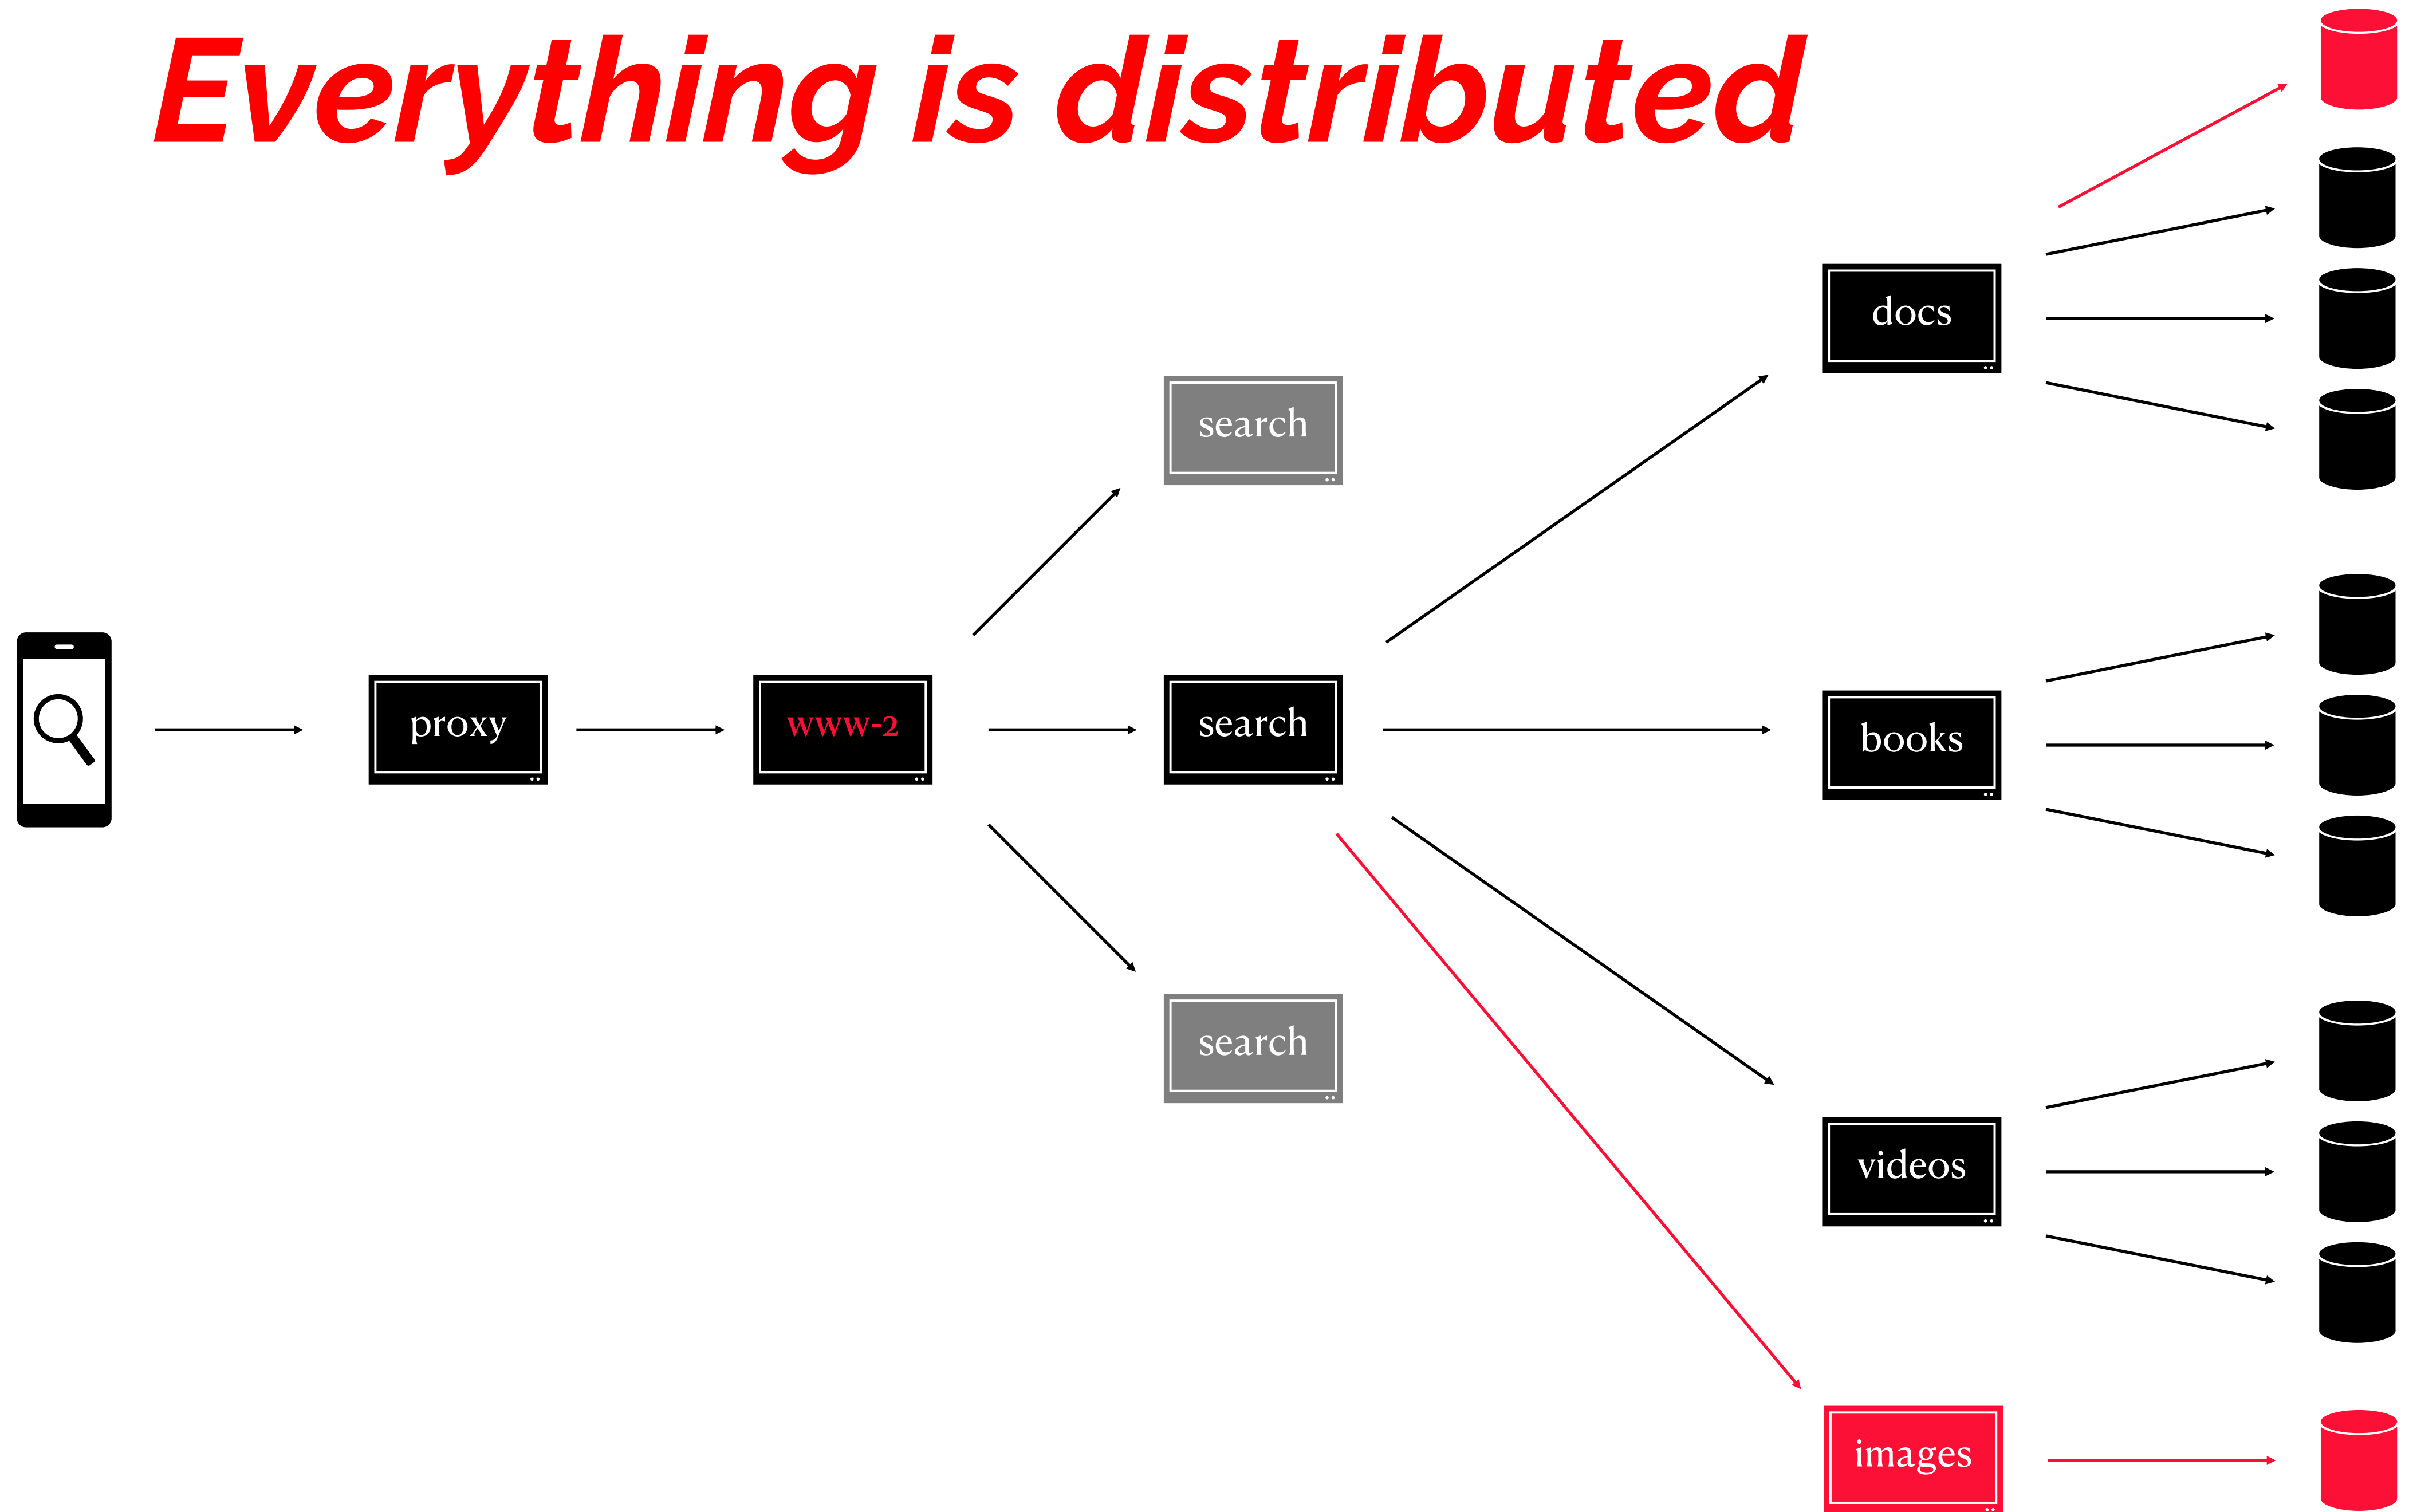 Everything is distributed
docs
search
proxy
www-2
search
books
search
videos
images